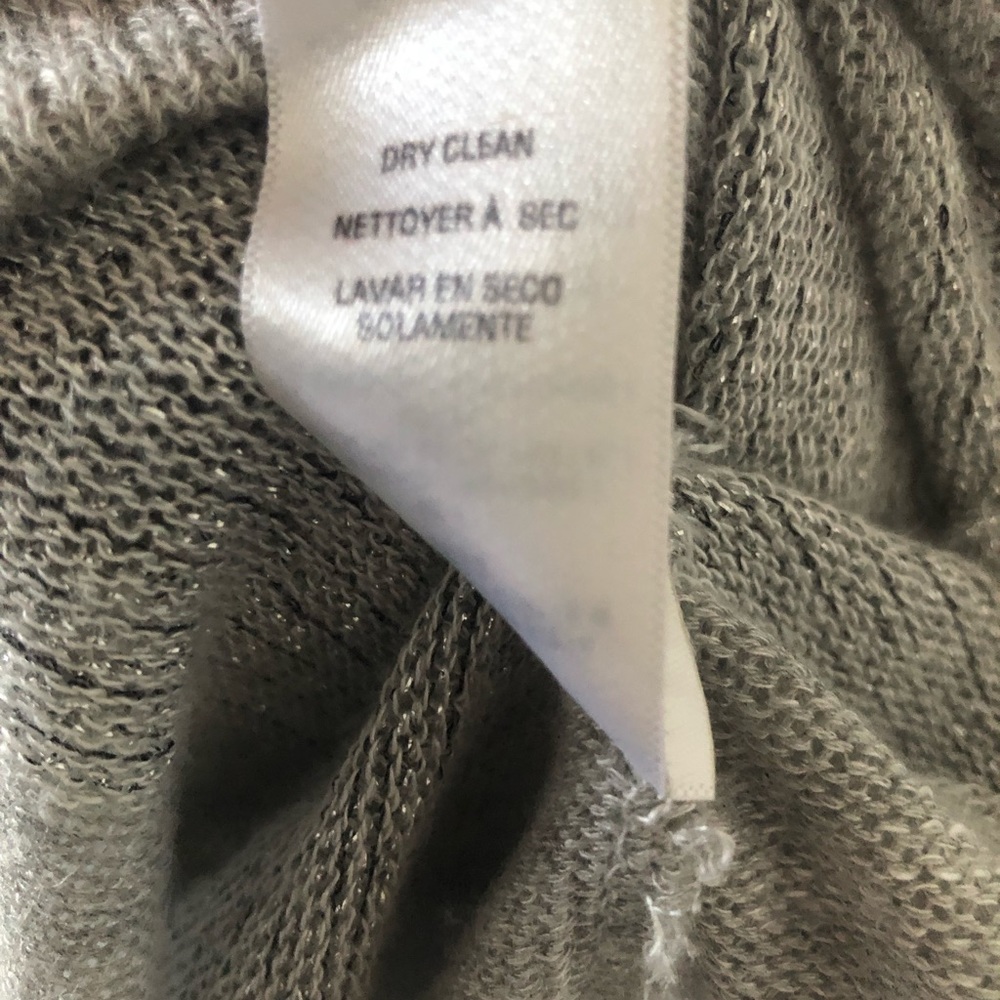 DRY CLEAN
NETTOYER À SEC
LAVAR EN SECO
SOLAMENTE